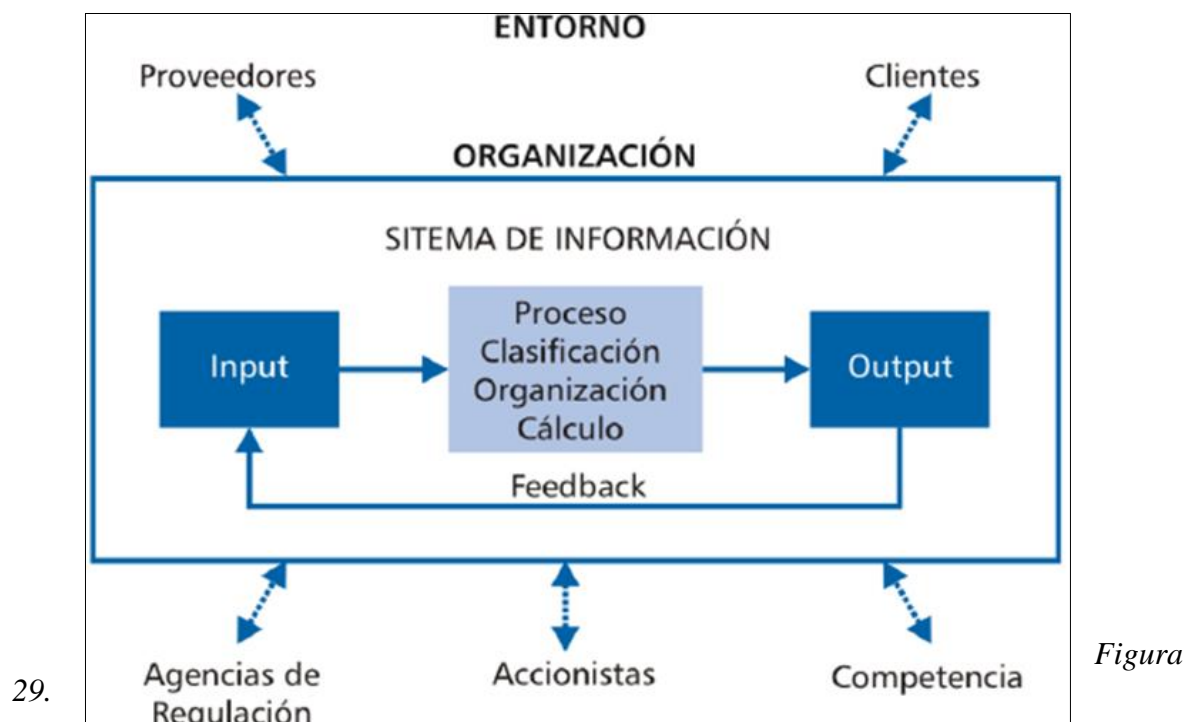 ENTORNO
Proveedores
Clientes
ORGANIZACIÓN
SITEMA DE INFORMACIÓN
Input
Proceso
Clasificación
Organización
Cálculo
Output
Feedback
Agencias de
Regulación
Accionistas
Competencia
Figura
29.